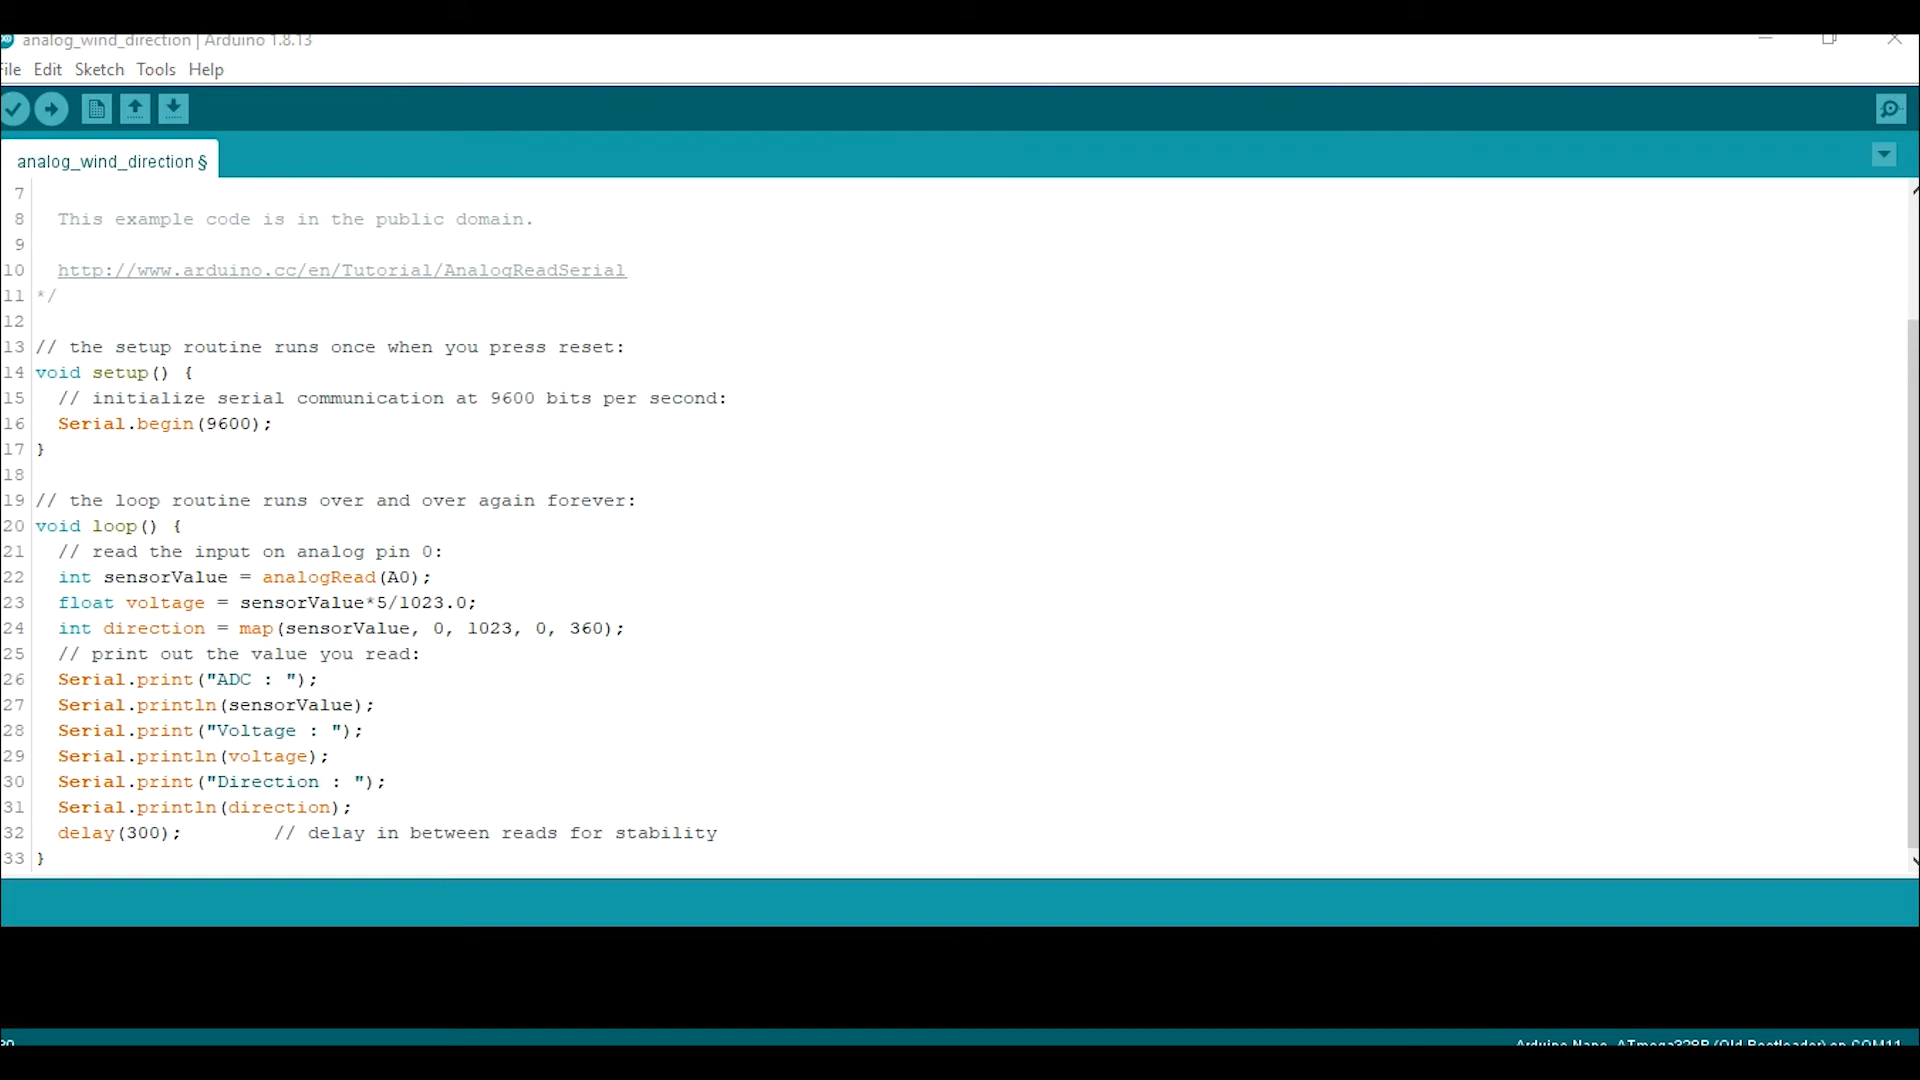 analog_wind_direction | Arduino 1.8.13
File Edit Sketch Tools Help
analog_wind_direction §
7
8 This example code is in the public domain.
9
10 http://www.arduino.cc/en/Tutorial/AnalogReadSerial
11 */
12
13 // the setup routine runs once when you press reset:
14 void setup() {
15 // initialize serial communication at 9600 bits per second:
16 Serial.begin(9600);
17 }
18
19 // the loop routine runs over and over again forever:
20 void loop() {
21 // read the input on analog pin 0:
22 int sensorValue = analogRead(A0);
23 float voltage = sensorValue*5/1023.0;
24 int direction = map(sensorValue, 0, 1023, 0, 360);
25 // print out the value you read:
26 Serial.print("ADC : ");
27 Serial.println(sensorValue);
28 Serial.print("Voltage : ");
29 Serial.println(voltage);
30 Serial.print("Direction : ");
31 Serial.println(direction);
32 delay(300); // delay in between reads for stability
33 }
Arduino Nano, ATmega328P (Old Bootloader) on COM11